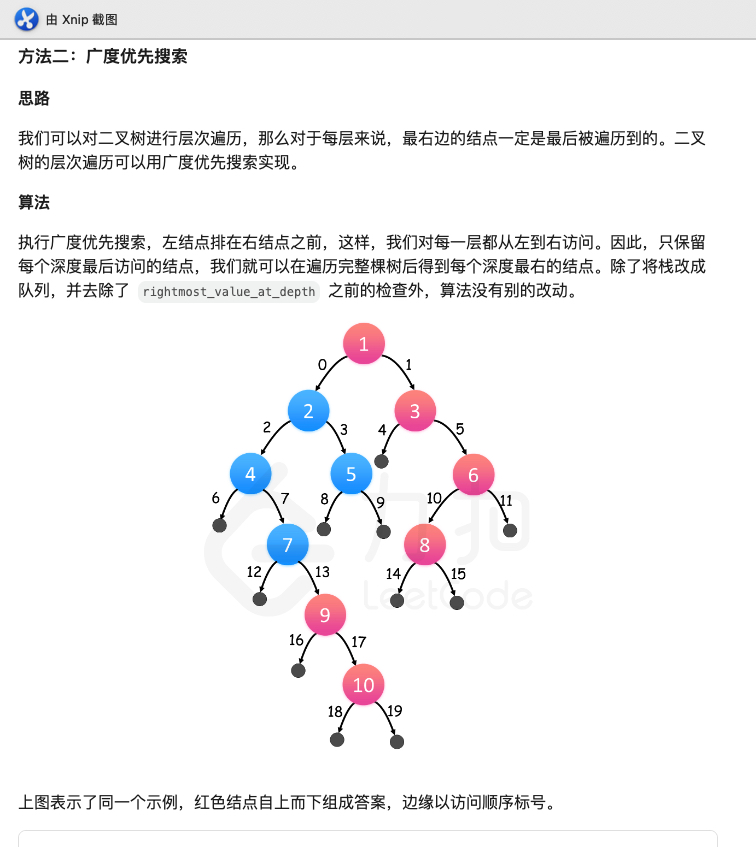 由 Xnip 截图
方法二：广度优先搜索
思路
我们可以对二叉树进行层次遍历，那么对于每层来说，最右边的结点一定是最后被遍历到的。二叉
树的层次遍历可以用广度优先搜索实现。
算法
执行广度优先搜索，左结点排在右结点之前，这样，我们对每一层都从左到右访问。因此，只保留
每个深度最后访问的结点，我们就可以在遍历完整棵树后得到每个深度最右的结点。除了将栈改成
队列，并去除了 rightmost_value_at_depth 之前的检查外，算法没有别的改动。
1
0 1
2 3
2 3 4 5
4 5 6
6 7 8 9 10 11
7 8
力扣
12 13 14 15
LeetCode
9
16 17
10
18 19
上图表示了同一个示例，红色结点自上而下组成答案，边缘以访问顺序标号。